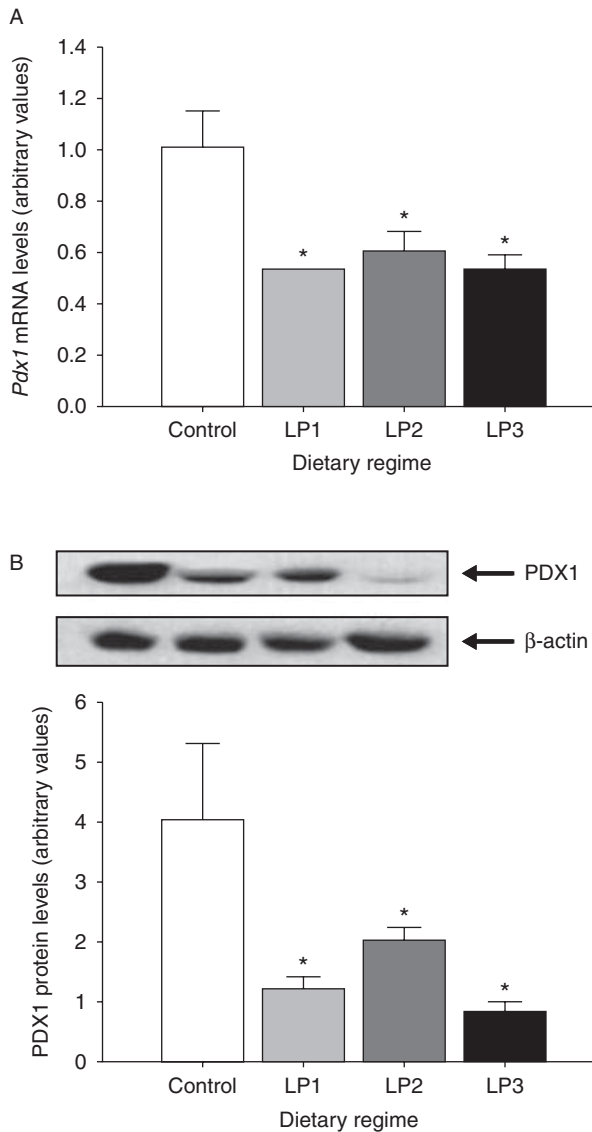 A
Pdx1 mRNA levels (arbitrary values)
1.4
1.2
1.0
0.8
0.6
0.4
0.2
0.0
*
*
*
Control LP1 LP2 LP3
Dietary regime
B
PDX1
β-actin
PDX1 protein levels (arbitrary values)
6
5
4
3
2
1
0
*
*
*
Control LP1 LP2 LP3
Dietary regime